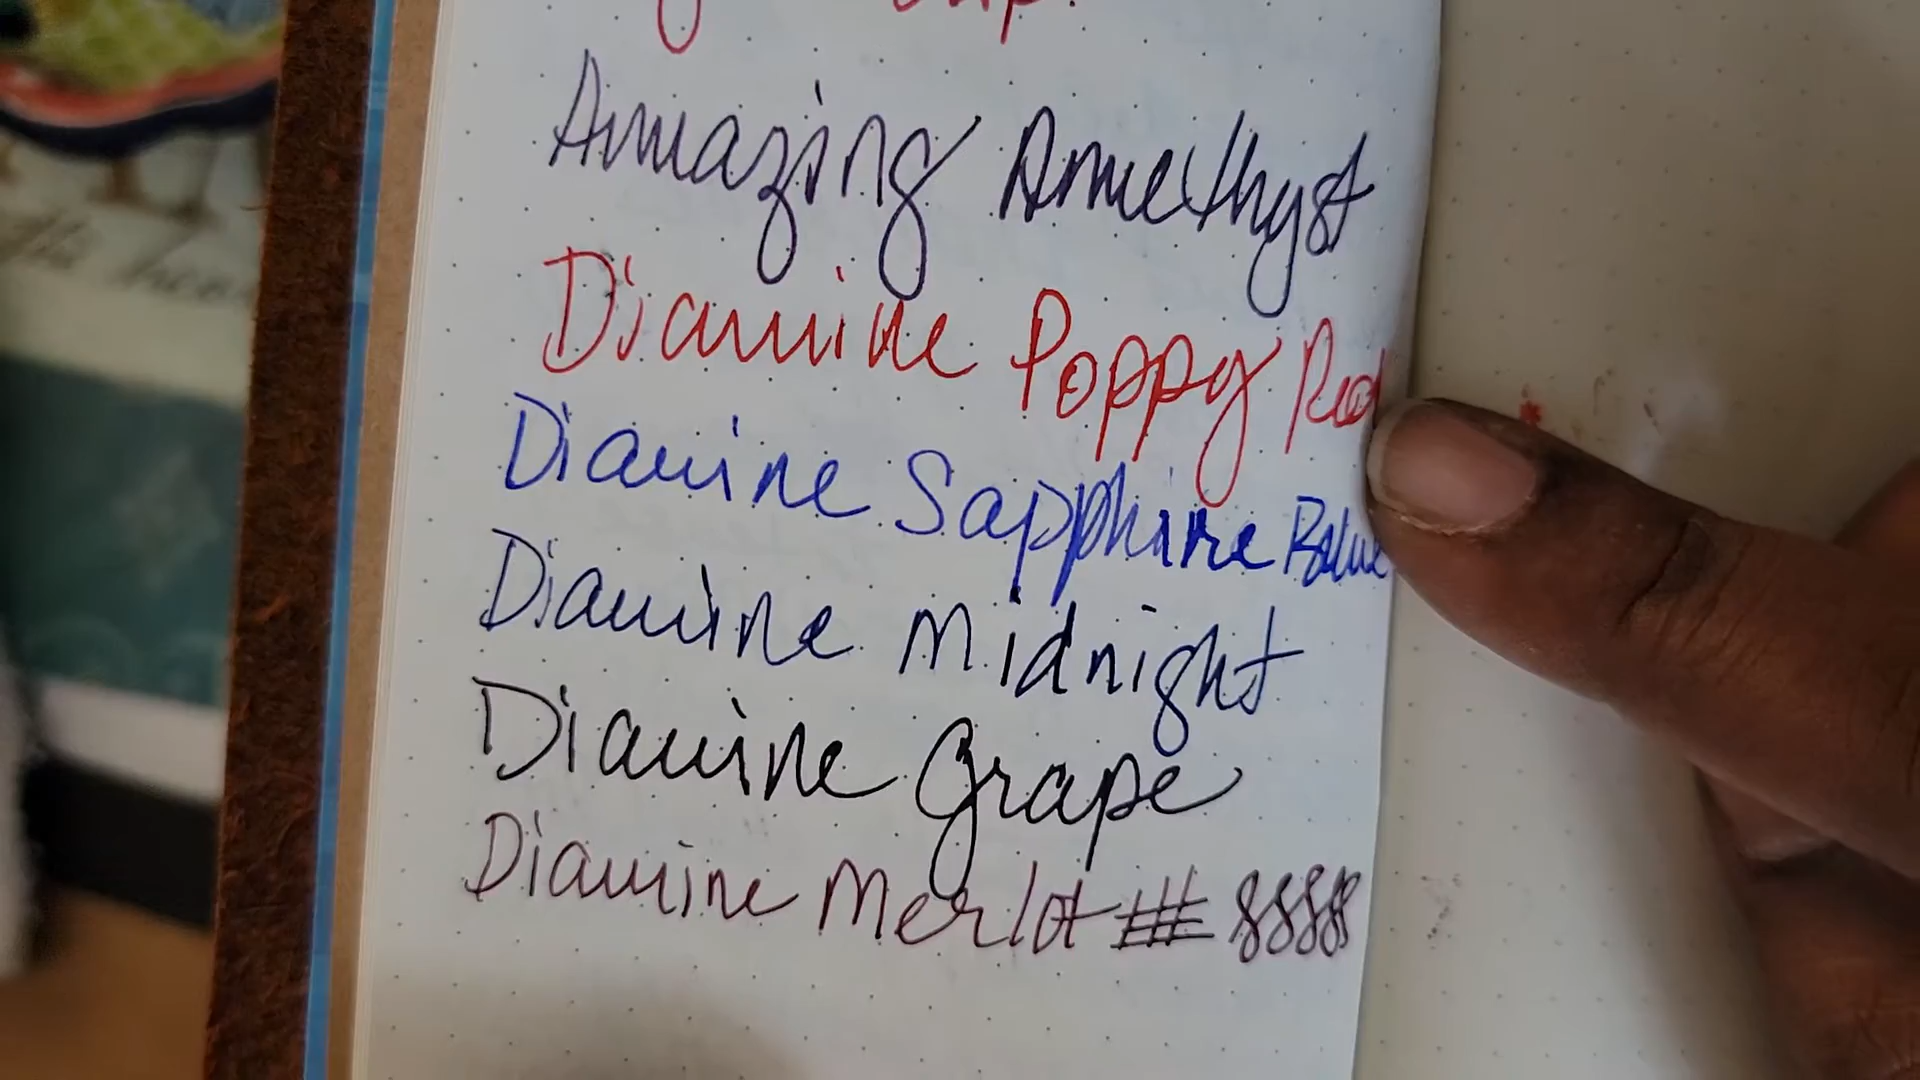 Amazing Amethyst
Diamine Poppy Red
Diamine Sapphire Blue
Diamine Midnight
Diamine Grape
Diamine Merlot ## 8888